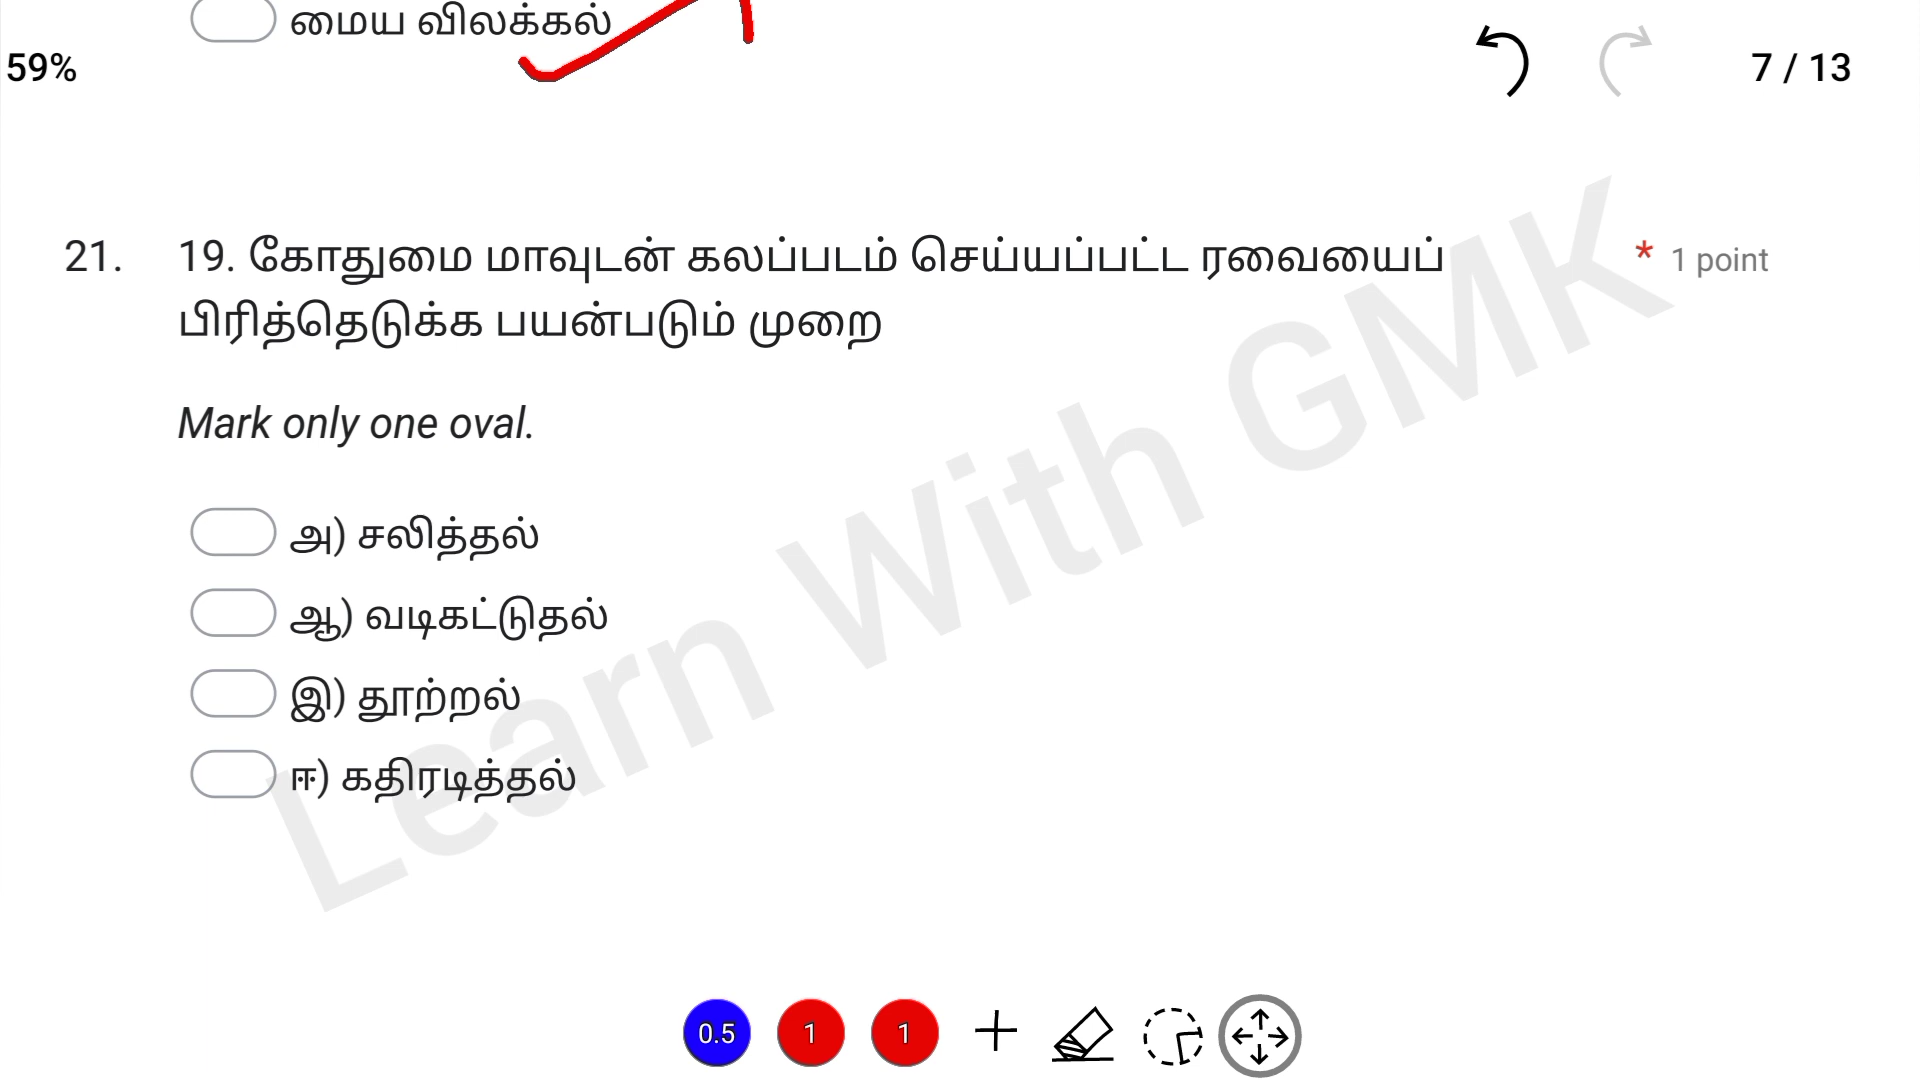 மைய விலக்கல்
59%
7 / 13
21. 19. கோதுமை மாவுடன் கலப்படம் செய்யப்பட்ட ரவையைப் * 1 point
பிரித்தெடுக்க பயன்படும் முறை
Mark only one oval.
அ) சலித்தல்
ஆ) வடிகட்டுதல்
இ) தூற்றல்
ஈ) கதிரடித்தல்
Learn With GMK
0.5 1 1